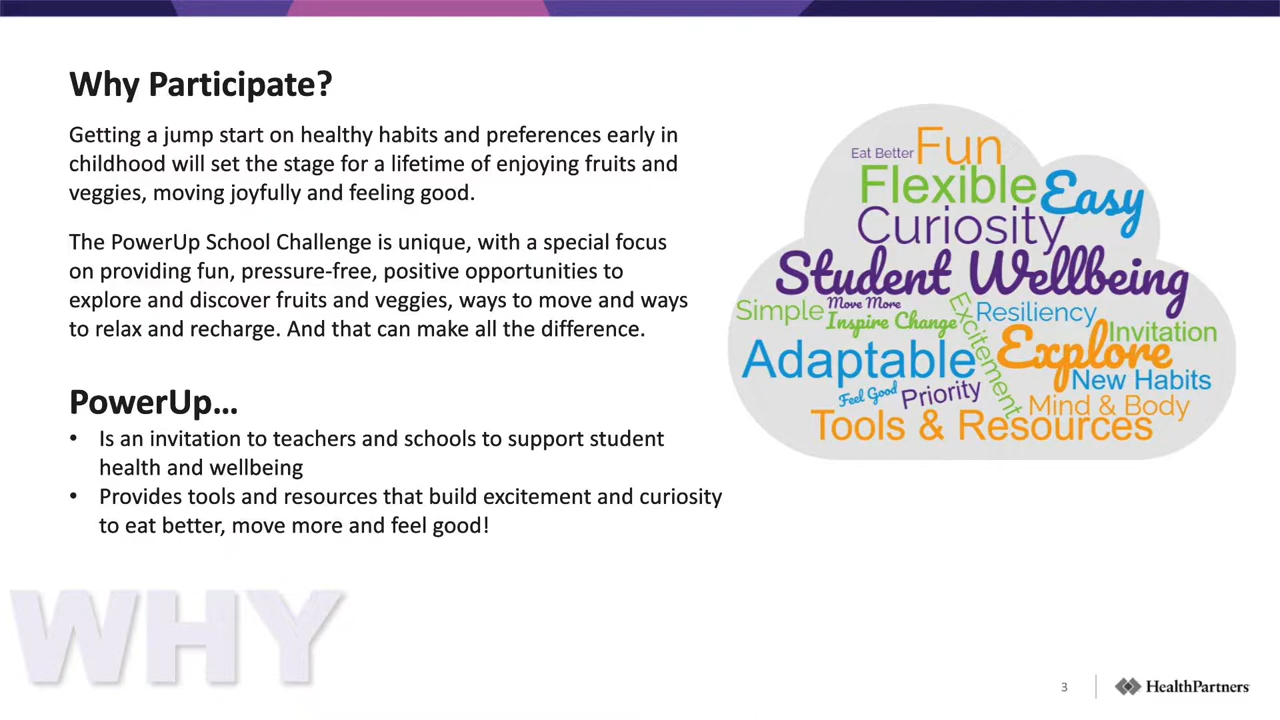 Why Participate?
Getting a jump start on healthy habits and preferences early in
childhood will set the stage for a lifetime of enjoying fruits and
veggies, moving joyfully and feeling good.
The PowerUp School Challenge is unique, with a special focus
on providing fun, pressure-free, positive opportunities to
explore and discover fruits and veggies, ways to move and ways
to relax and recharge. And that can make all the difference.
PowerUp...
• Is an invitation to teachers and schools to support student
health and wellbeing
• Provides tools and resources that build excitement and curiosity
to eat better, move more and feel good!
Eat Better
Fun
Flexible
Easy
Curiosity
Student Wellbeing
Simple
Move More
Inspire Change
Excitement
Resiliency
Explore
Invitation
Adaptable
New Habits
Feel Good
Priority
Mind & Body
Tools & Resources
WHY
3
HealthPartners